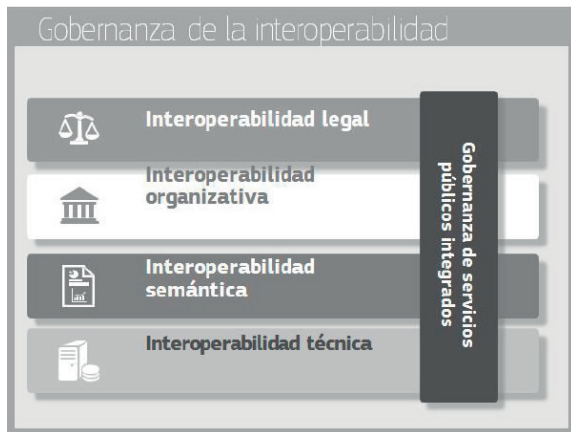 Gobernanza de la interoperabilidad
Interoperabilidad legal
Interoperabilidad
organizativa
Interoperabilidad
semántica
Interoperabilidad técnica
Gobernanza de servicios
públicos integrados